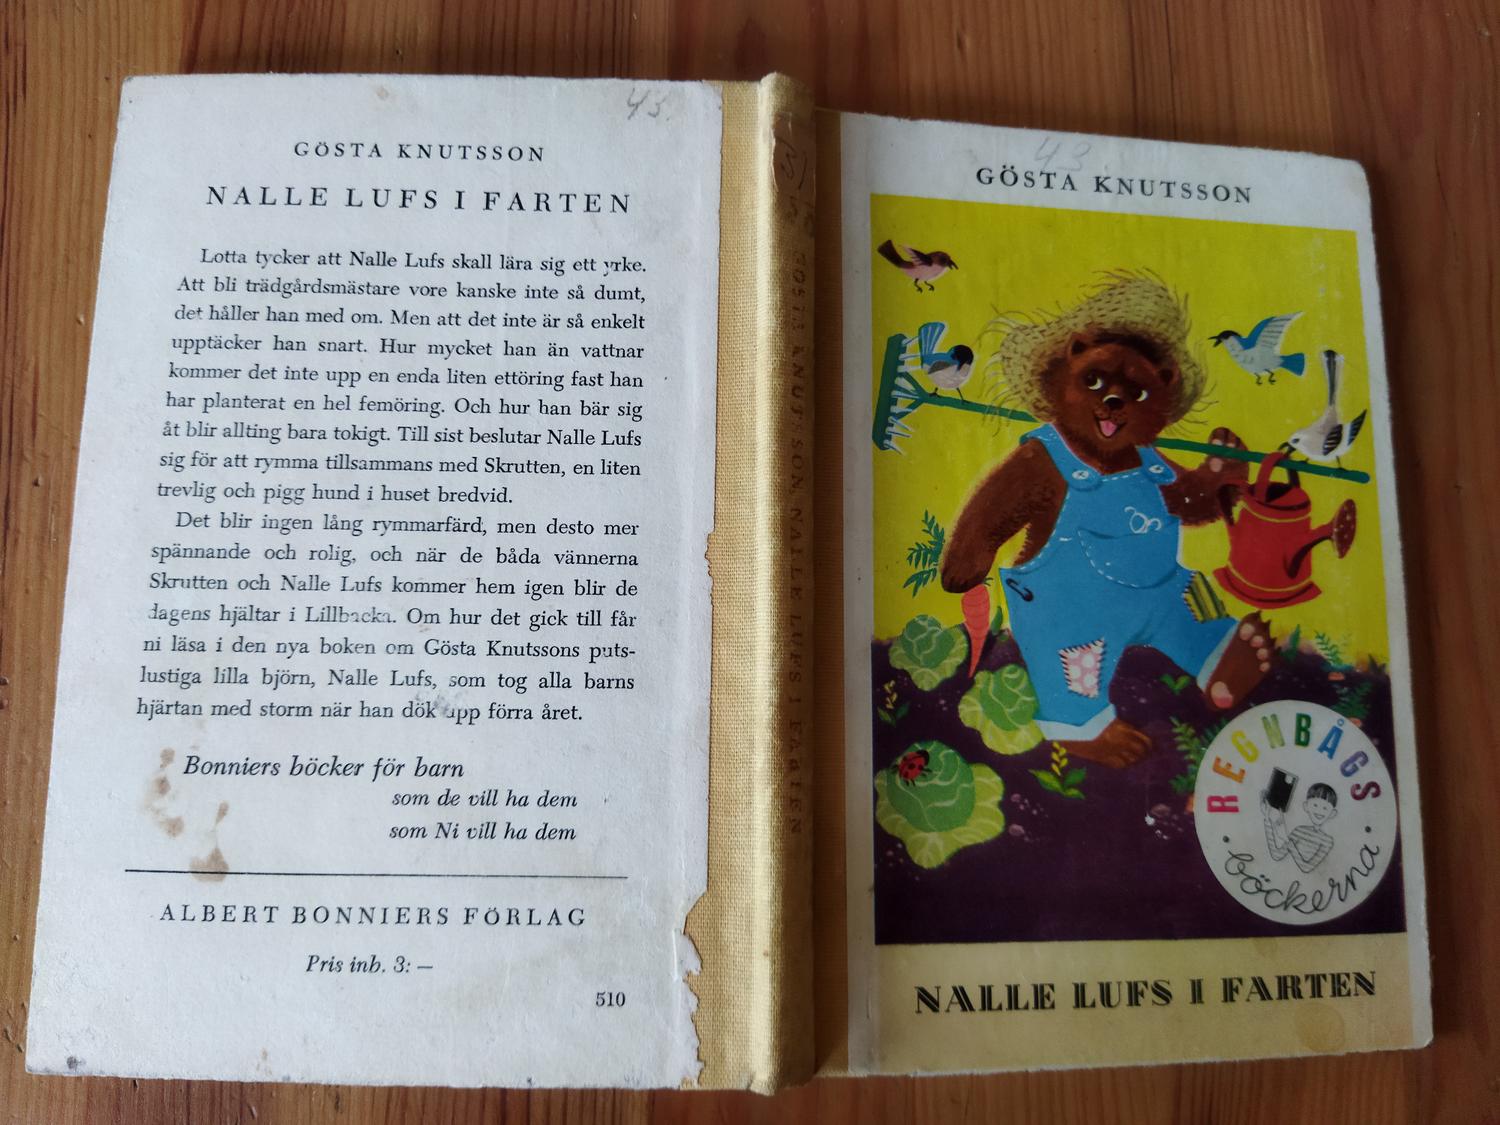 43.
GÖSTA KNUTSSON
NALLE LUFS I FARTEN
Lotta tycker att Nalle Lufs skall lära sig ett yrke.
Att bli trädgårdsmästare vore kanske inte så dumt,
det håller han med om. Men att det inte är så enkelt
upptäcker han snart. Hur mycket han än vattnar
kommer det inte upp en enda liten ettöring fast han
har planterat en hel femöring. Och hur han bär sig
åt blir allting bara tokigt. Till sist beslutar Nalle Lufs
sig för att rymma tillsammans med Skrutten, en liten
trevlig och pigg hund i huset bredvid.
Det blir ingen lång rymmarfärd, men desto mer
spännande och rolig, och när de båda vännerna
Skrutten och Nalle Lufs kommer hem igen blir de
dagens hjältar i Lillbacka. Om hur det gick till får
ni läsa i den nya boken om Gösta Knutssons puts-
lustiga lilla björn, Nalle Lufs, som tog alla barns
hjärtan med storm när han dök upp förra året.
Bonniers böcker för barn
som de vill ha dem
som Ni vill ha dem
ALBERT BONNIERS FÖRLAG
Pris inb. 3: —
510
GÖSTA KNUTSSON, NALLE LUFS I FARTEN
43
GÖSTA KNUTSSON
REGNBÅGS
böckerna
NALLE LUFS I FARTEN